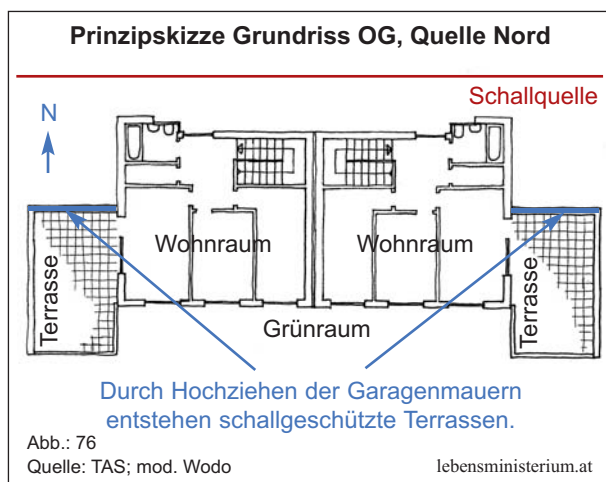 Prinzipskizze Grundriss OG, Quelle Nord
Schallquelle
N
Wohnraum
Wohnraum
Terrasse
Terrasse
Grünraum
Durch Hochziehen der Garagenmauern
entstehen schallgeschützte Terrassen.
Abb.: 76
Quelle: TAS; mod. Wodo
lebensministerium.at